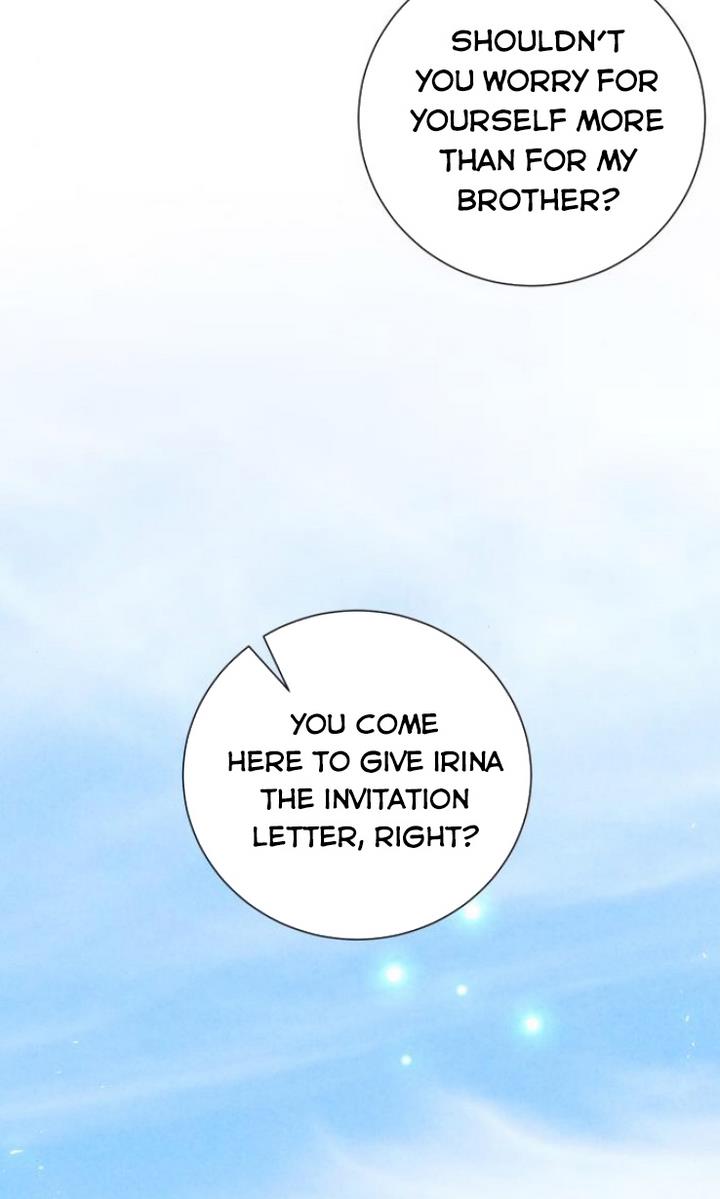 SHOULDN'T
YOU WORRY FOR
YOURSELF MORE
THAN FOR MY
BROTHER?
YOU COME
HERE TO GIVE IRINA
THE INVITATION
LETTER, RIGHT?